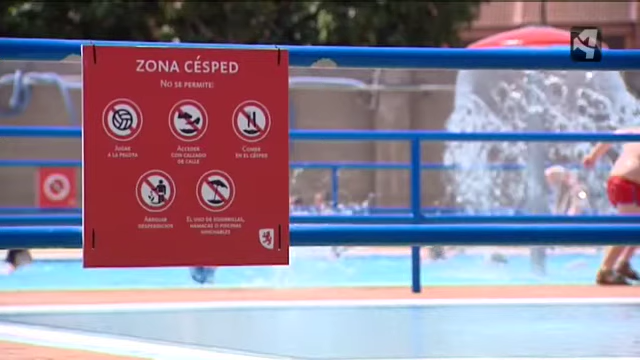 ZONA CÉSPED
NO SE PERMITE:
JUGAR
A LA PELOTA
ACCEDER
CON CALZADO
DE CALLE
COMER
EN EL CÉSPED
ARROJAR
DESPERDICIOS
EL USO DE SOMBRILLAS,
HAMACAS O PISCINAS
HINCHABLES